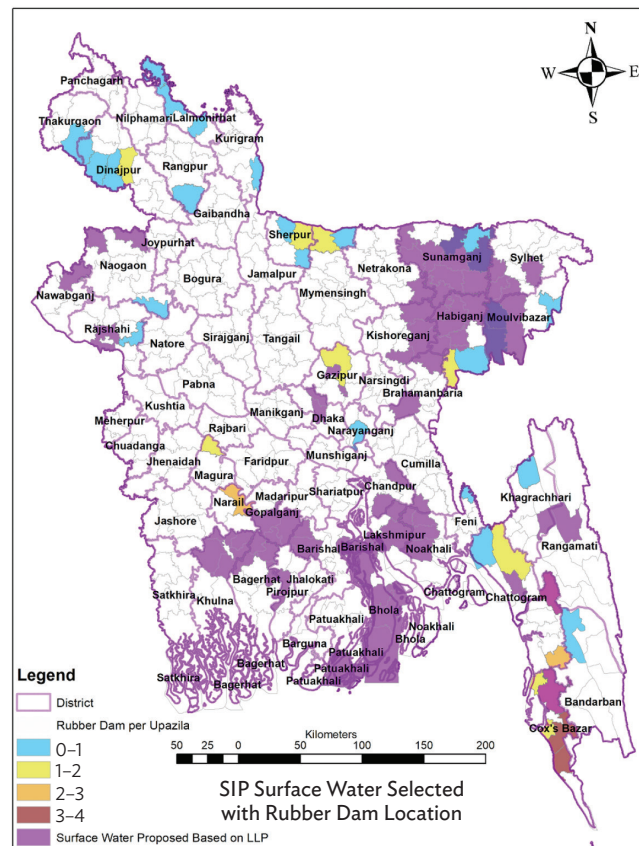 N
W E
S
Panchagarh
Thakurgaon
Nilphamari
Lalmonirhat
Kurigram
Dinajpur
Rangpur
Gaibandha
Joypurhat
Naogaon
Nawabganj
Bogura
Sherpur
Jamalpur
Netrakona
Mymensingh
Sunamganj
Sylhet
Habiganj
Moulvibazar
Rajshahi
Natore
Sirajganj
Tangail
Kishoreganj
Gazipur
Narsingdi
Pabna
Brahamanbaria
Kushtia
Manikganj
Dhaka
Meherpur
Narayanganj
Rajbari
Chuadanga
Munshiganj
Jhenaidah
Faridpur
Cumilla
Magura
Khagrachhari
Shariatpur
Chandpur
Narail
Madaripur
Gopalganj
Jashore
Feni
Lakshmipur
Rangamati
Barishal
Barishal
Noakhali
Bagerhat
Jhalokati
Pirojpur
Chattogram
Chattogram
Satkhira
Khulna
Bhola
Patuakhali
Noakhali
Barguna
Bhola
Patuakhali
Bagerhat
Patuakhali
Satkhira
Bagerhat
Patuakhali
Bandarban
Cox's Bazar
Legend
District
Rubber Dam per Upazila
0–1
1–2
2–3
3–4
Surface Water Proposed Based on LLP
Kilometers
50 25 0 50 100 150 200
SIP Surface Water Selected
with Rubber Dam Location